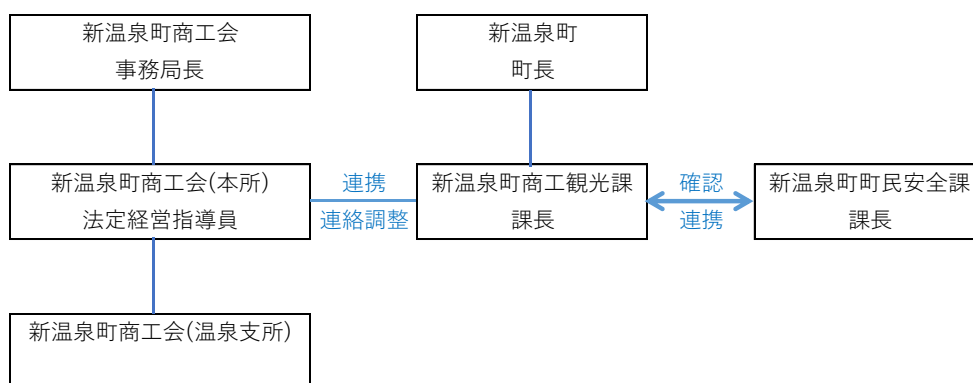 新温泉町商工会
事務局長
新温泉町
町長
新温泉町商工会(本所)
法定経営指導員
連携
連絡調整
新温泉町商工観光課
課長
確認
連携
新温泉町町民安全課
課長
新温泉町商工会(温泉支所)